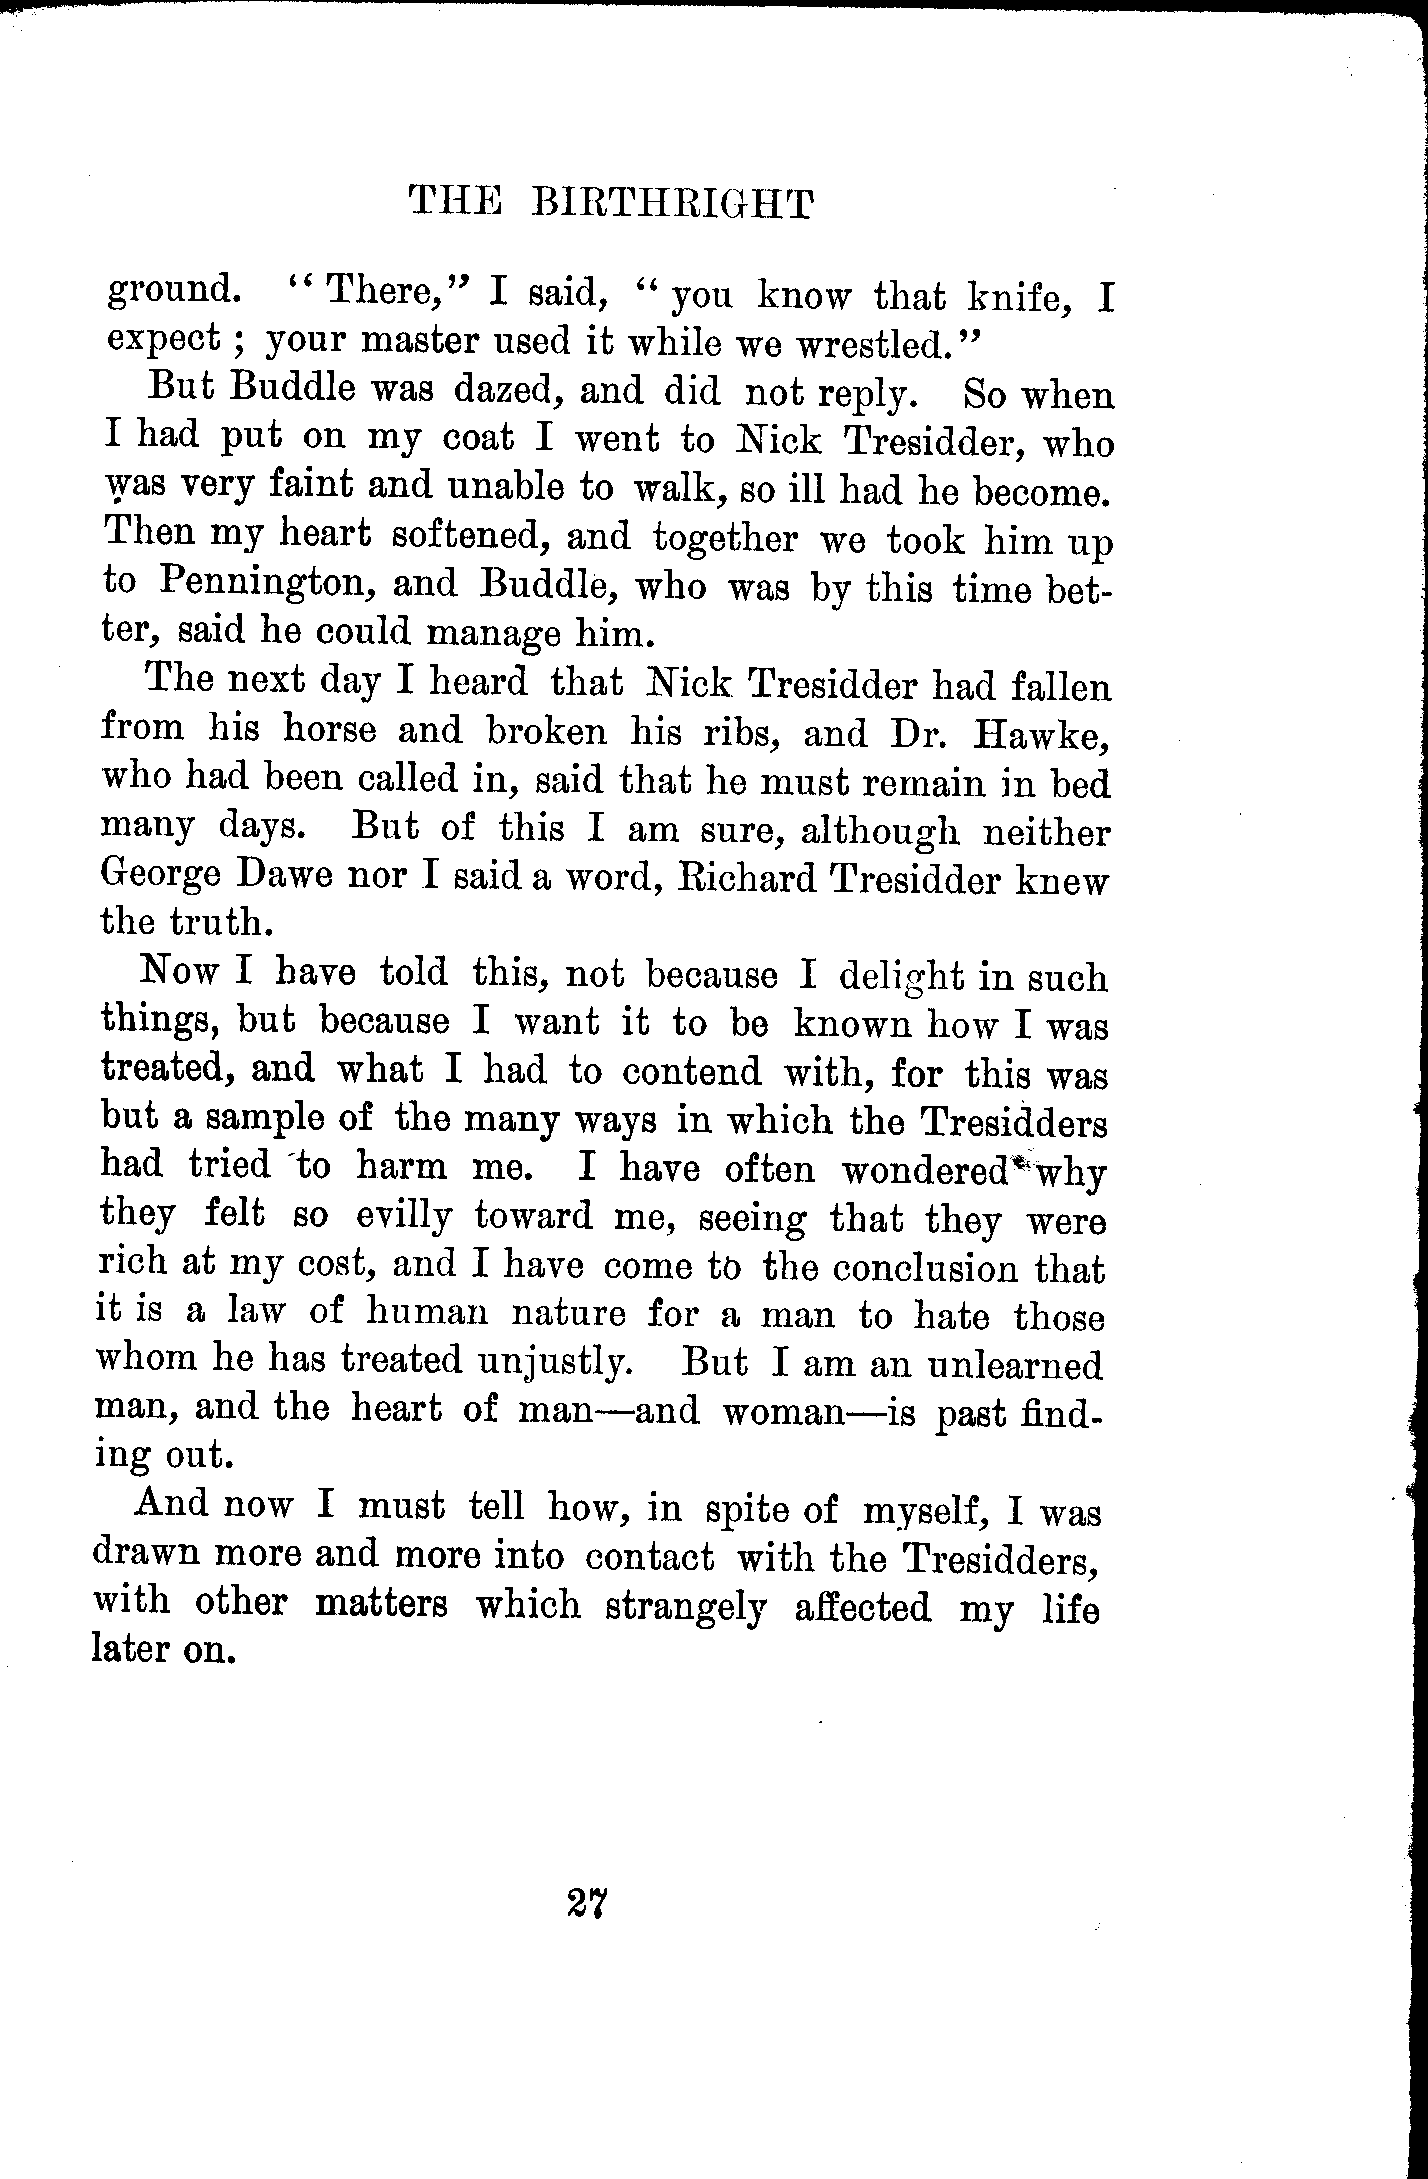 THE BIRTHRIGHT
ground. “There,” I said, “you know that knife, I
expect; your master used it while we wrestled.”
But Buddle was dazed, and did not reply. So when
I had put on my coat I went to Nick Tresidder, who
was very faint and unable to walk, so ill had he become.
Then my heart softened, and together we took him up
to Pennington, and Buddle, who was by this time bet-
ter, said he could manage him.
The next day I heard that Nick Tresidder had fallen
from his horse and broken his ribs, and Dr. Hawke,
who had been called in, said that he must remain in bed
many days. But of this I am sure, although neither
George Dawe nor I said a word, Richard Tresidder knew
the truth.
Now I have told this, not because I delight in such
things, but because I want it to be known how I was
treated, and what I had to contend with, for this was
but a sample of the many ways in which the Tresidders
had tried to harm me. I have often wondered why
they felt so evilly toward me, seeing that they were
rich at my cost, and I have come to the conclusion that
it is a law of human nature for a man to hate those
whom he has treated unjustly. But I am an unlearned
man, and the heart of man—and woman—is past find-
ing out.
And now I must tell how, in spite of myself, I was
drawn more and more into contact with the Tresidders,
with other matters which strangely affected my life
later on.
27